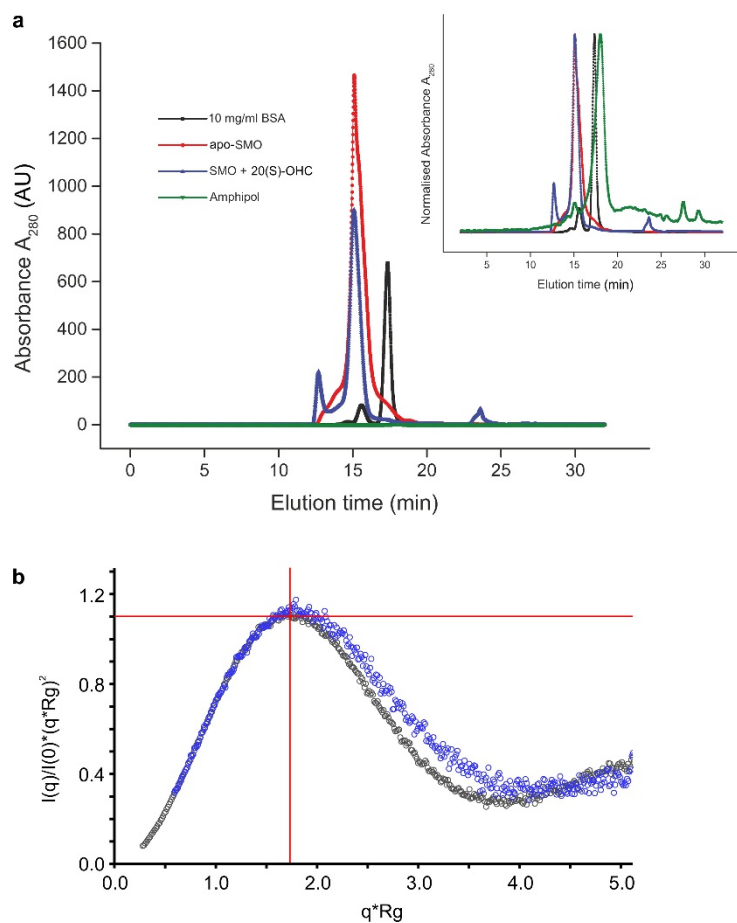 a
1600
1400
1200
1000
800
600
400
200
0
Absorbance A280 (AU)
0 5 10 15 20 25 30
Elution time (min)
10 mg/ml BSA
apo-SMO
SMO + 20(S)-OHC
Amphipol
Normalised Absorbance A280
5 10 15 20 25 30
Elution time (min)
b
1.2
0.8
0.4
0.0
I(q)/I(0)*(q*Rg)²
0.0 1.0 2.0 3.0 4.0 5.0
q*Rg